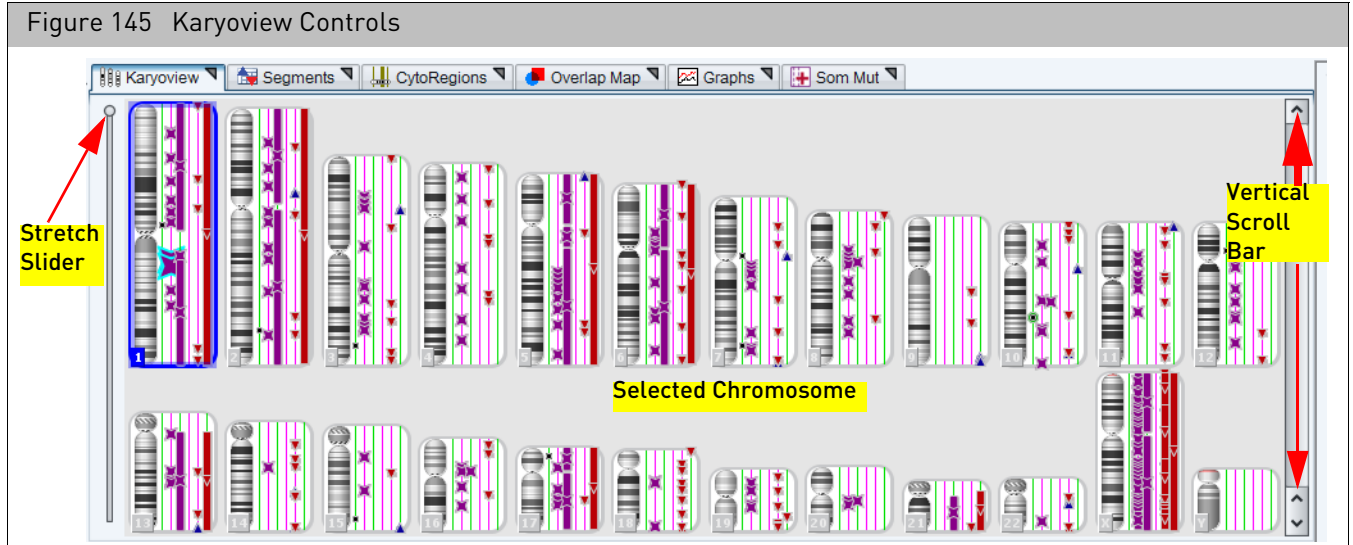 Figure 145 Karyoview Controls
Karyoview Segments CytoRegions Overlap Map Graphs Som Mut
Stretch
Slider
Vertical
Scroll
Bar
1 2 3 4 5 6 7 8 9 10 11 12
Selected Chromosome
13 14 15 16 17 18 19 20 21 22 X Y